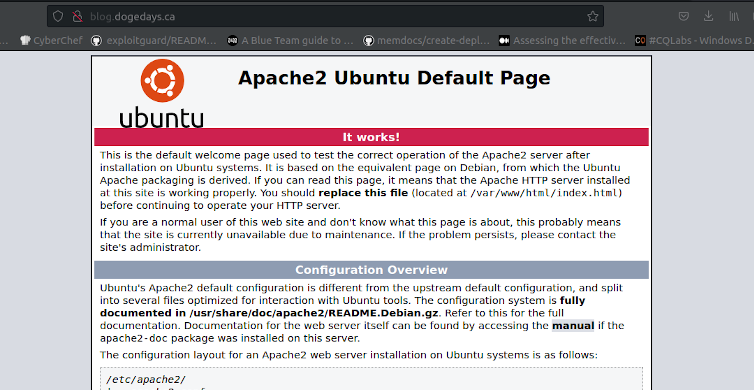 blog.dogedays.ca
CyberChef exploitguard/README... A Blue Team guide to ... memdocs/create-depl... Assessing the effectiv... #CQLabs - Windows D
Apache2 Ubuntu Default Page
ubuntu
It works!
This is the default welcome page used to test the correct operation of the Apache2 server after
installation on Ubuntu systems. It is based on the equivalent page on Debian, from which the Ubuntu
Apache packaging is derived. If you can read this page, it means that the Apache HTTP server installed
at this site is working properly. You should replace this file (located at /var/www/html/index.html)
before continuing to operate your HTTP server.
If you are a normal user of this web site and don't know what this page is about, this probably means
that the site is currently unavailable due to maintenance. If the problem persists, please contact the
site's administrator.
Configuration Overview
Ubuntu's Apache2 default configuration is different from the upstream default configuration, and split
into several files optimized for interaction with Ubuntu tools. The configuration system is fully
documented in /usr/share/doc/apache2/README.Debian.gz. Refer to this for the full
documentation. Documentation for the web server itself can be found by accessing the manual if the
apache2-doc package was installed on this server.
The configuration layout for an Apache2 web server installation on Ubuntu systems is as follows:
/etc/apache2/